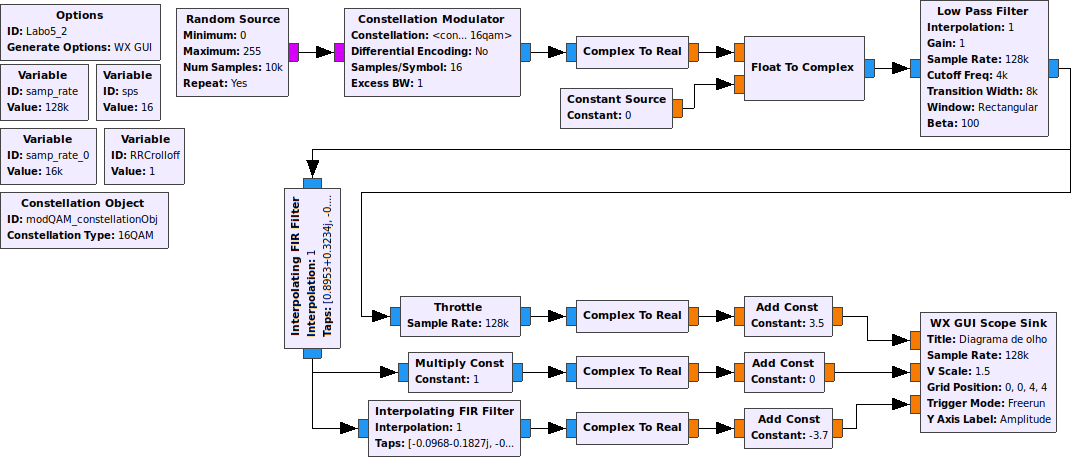 Options
ID: Labo5_2
Generate Options: WX GUI
Variable
ID: samp_rate
Value: 128k
Variable
ID: sps
Value: 16
Variable
ID: samp_rate_0
Value: 16k
Variable
ID: RRCrolloff
Value: 1
Constellation Object
ID: modQAM_constellationObj
Constellation Type: 16QAM
Random Source
Minimum: 0
Maximum: 255
Num Samples: 10k
Repeat: Yes
Constellation Modulator
Constellation: <con... 16qam>
Differential Encoding: No
Samples/Symbol: 16
Excess BW: 1
Complex To Real
Constant Source
Constant: 0
Float To Complex
Low Pass Filter
Interpolation: 1
Gain: 1
Sample Rate: 128k
Cutoff Freq: 4k
Transition Width: 8k
Window: Rectangular
Beta: 100
Interpolating FIR Filter
Interpolation: 1
Taps: [0.8953+0.3234j, -0....
Throttle
Sample Rate: 128k
Complex To Real
Add Const
Constant: 3.5
Multiply Const
Constant: 1
Complex To Real
Add Const
Constant: 0
Interpolating FIR Filter
Interpolation: 1
Taps: [-0.0968-0.1827j, -0...
Complex To Real
Add Const
Constant: -3.7
WX GUI Scope Sink
Title: Diagrama de olho
Sample Rate: 128k
V Scale: 1.5
Grid Position: 0, 0, 4, 4
Trigger Mode: Freerun
Y Axis Label: Amplitude